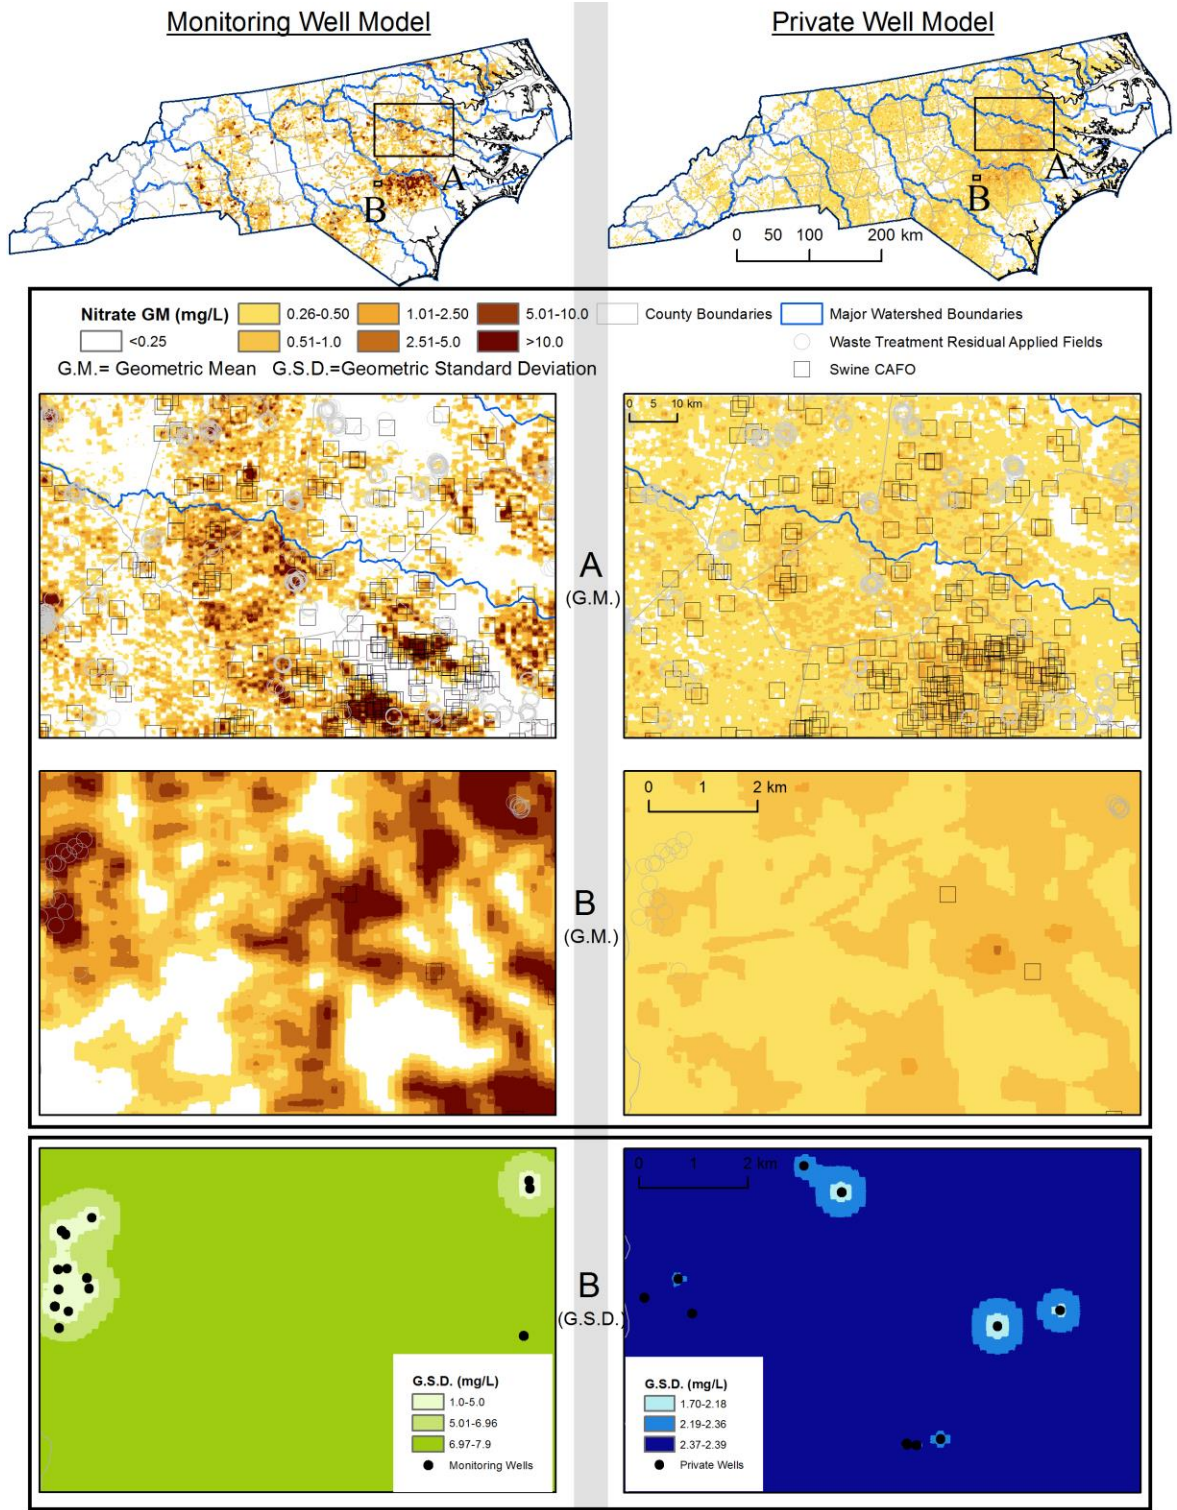 Monitoring Well Model
Private Well Model
A
B
A
B
0 50 100 200 km
Nitrate GM (mg/L)
<0.25
0.26-0.50
0.51-1.0
1.01-2.50
2.51-5.0
5.01-10.0
>10.0
County Boundaries
Major Watershed Boundaries
Waste Treatment Residual Applied Fields
Swine CAFO
G.M.= Geometric Mean G.S.D.=Geometric Standard Deviation
0 5 10 km
A
(G.M.)
0 1 2 km
B
(G.M.)
0 1 2 km
B
(G.S.D.)
G.S.D. (mg/L)
1.0-5.0
5.01-6.96
6.97-7.9
Monitoring Wells
G.S.D. (mg/L)
1.70-2.18
2.19-2.36
2.37-2.39
Private Wells